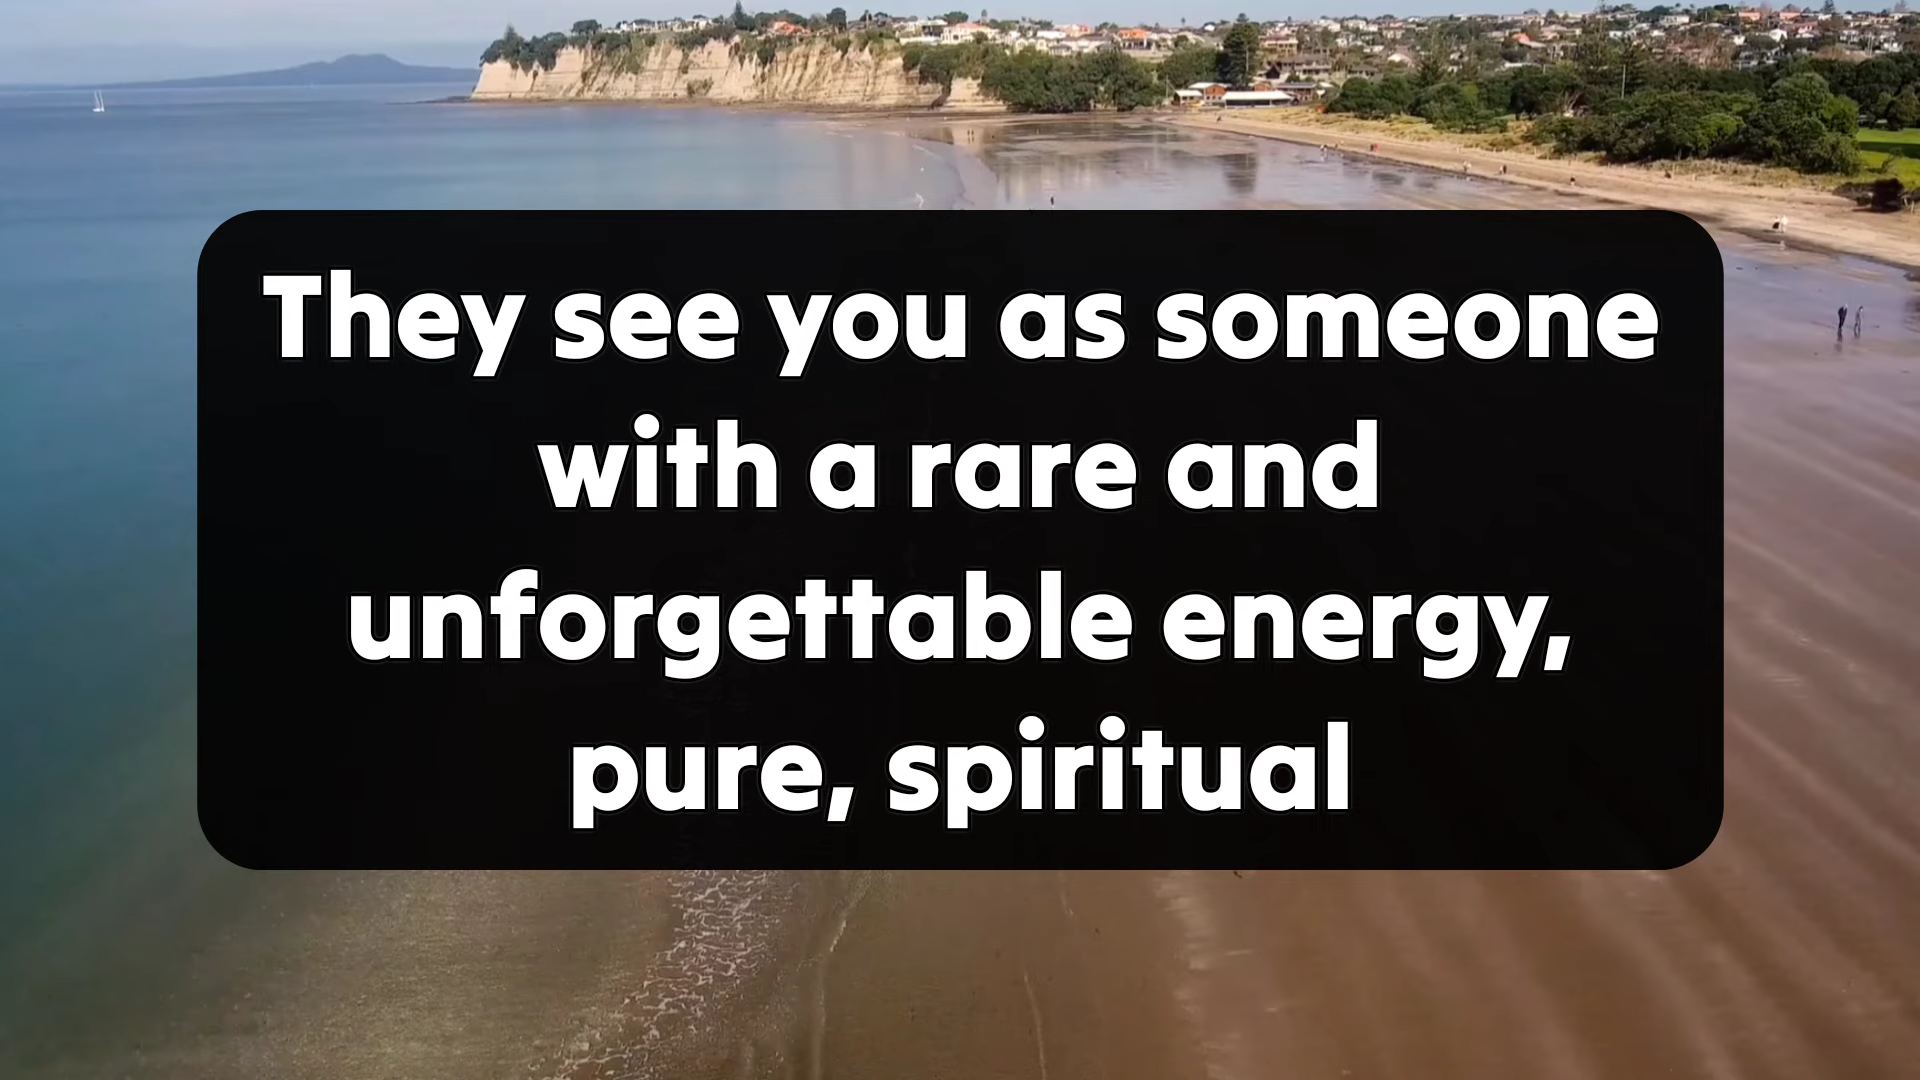 They see you as someone
with a rare and
unforgettable energy,
pure, spiritual